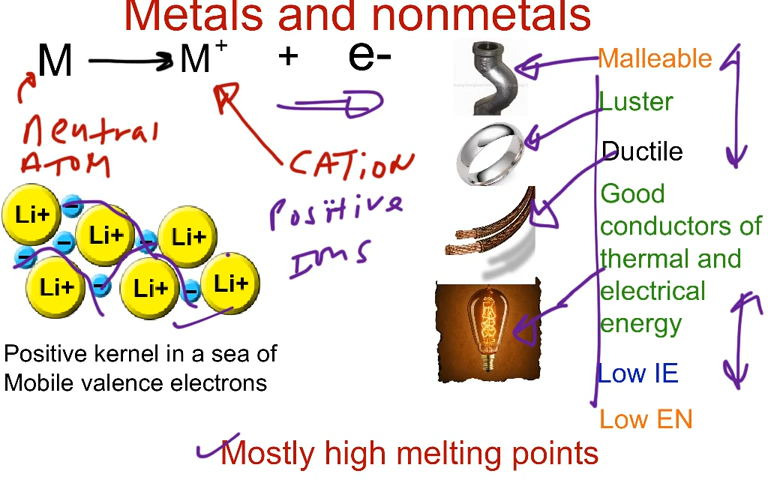 Metals and nonmetals
M → M⁺ + e-
Neutral
ATOM
CATION
Positive
Ions
Malleable
Luster
Ductile
Good
conductors of
thermal and
electrical
energy
Low IE
Low EN
Li+
Li+
Li+
Li+
Li+
Li+
- - - - - -
Positive kernel in a sea of
Mobile valence electrons
Mostly high melting points